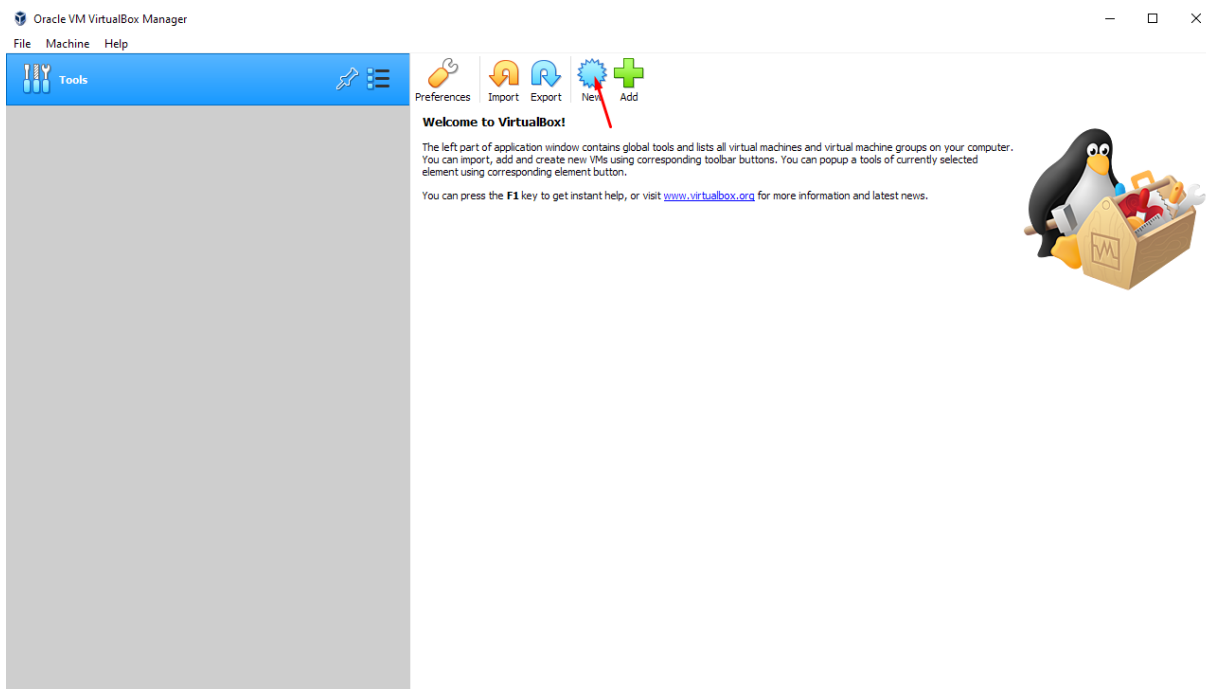 Oracle VM VirtualBox Manager
File Machine Help
Tools
Preferences Import Export New Add
Welcome to VirtualBox!
The left part of application window contains global tools and lists all virtual machines and virtual machine groups on your computer.
You can import, add and create new VMs using corresponding toolbar buttons. You can popup a tools of currently selected
element using corresponding element button.
You can press the F1 key to get instant help, or visit www.virtualbox.org for more information and latest news.